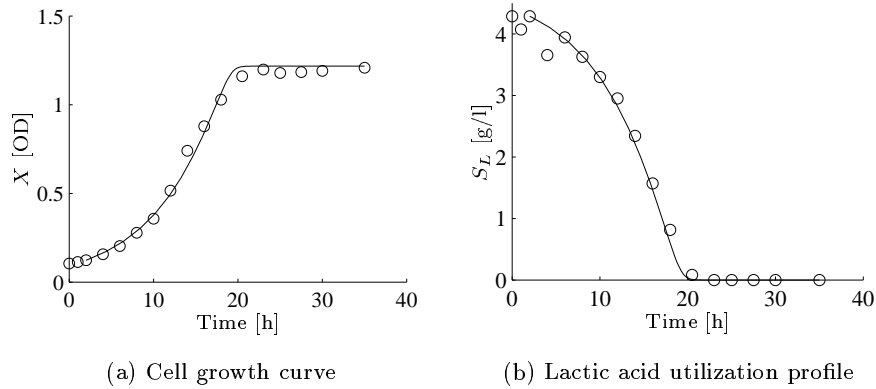 1.5
1
0.5
0
X [OD]
0 10 20 30 40
Time [h]
(a) Cell growth curve
4
3
2
1
0
S_L [g/l]
0 10 20 30 40
Time [h]
(b) Lactic acid utilization profile